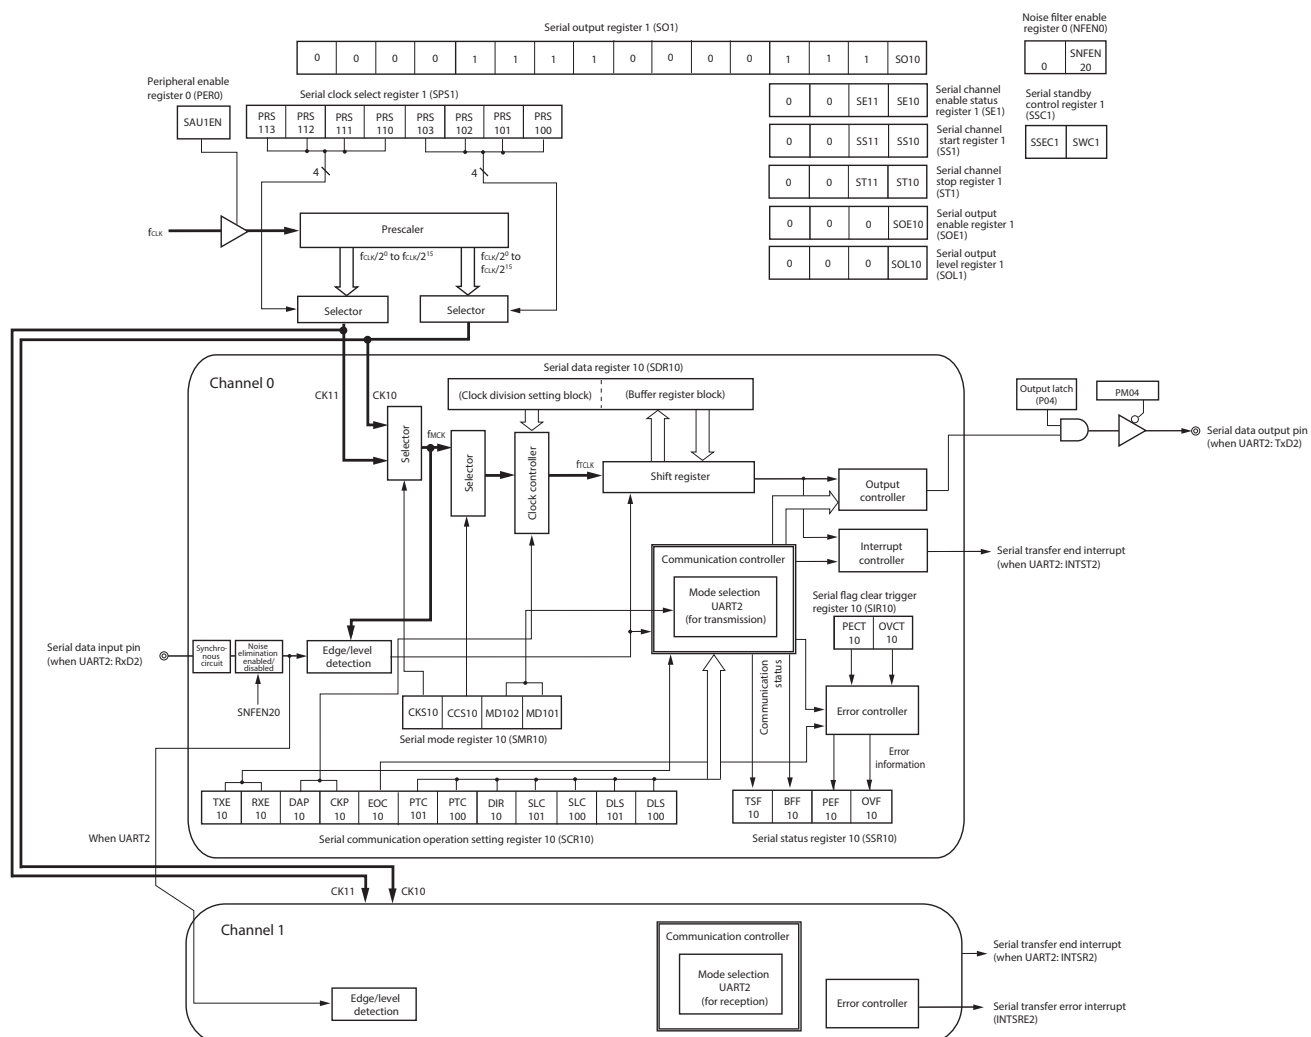 Serial output register 1 (SO1)
0 0 0 0 1 1 1 1 0 0 0 0 1 1 1 SO10
Noise filter enable
register 0 (NFEN0)
0 SNFEN
20
Peripheral enable
register 0 (PER0)
SAU1EN
Serial clock select register 1 (SPS1)
PRS PRS PRS PRS PRS PRS PRS PRS
113 112 111 110 103 102 101 100
4
4
0 0 SE11 SE10
Serial channel
enable status
register 1 (SE1)
0 0 SS11 SS10
Serial channel
start register 1
(SS1)
0 0 ST11 ST10
Serial channel
stop register 1
(ST1)
0 0 0 SOE10
Serial output
enable register 1
(SOE1)
0 0 0 SOL10
Serial output
level register 1
(SOL1)
Serial standby
control register 1
(SSC1)
SSEC1 SWC1
fCLK
Prescaler
fCLK/2⁰ to fCLK/2¹⁵
fCLK/2⁰ to
fCLK/2¹⁵
Selector
Selector
Channel 0
CK11
CK10
Serial data register 10 (SDR10)
(Clock division setting block)
(Buffer register block)
Selector
fMCK
Selector
Clock controller
fTCLK
Shift register
Output
controller
Output latch
(P04)
PM04
Serial data output pin
(when UART2: TxD2)
Interrupt
controller
Serial transfer end interrupt
(when UART2: INTST2)
Communication controller
Mode selection
UART2
(for transmission)
Serial flag clear trigger
register 10 (SIR10)
PECT OVCT
10 10
Serial data input pin
(when UART2: RxD2)
Synchro-
nous
circuit
Noise
elimination
enabled/
disabled
Edge/level
detection
SNFEN20
CKS10 CCS10 MD102 MD101
Serial mode register 10 (SMR10)
Communication
status
Error controller
Error
information
TXE RXE DAP CKP EOC PTC PTC DIR SLC SLC DLS DLS
10 10 10 10 10 101 100 10 101 100 101 100
Serial communication operation setting register 10 (SCR10)
TSF BFF PEF OVF
10 10 10 10
Serial status register 10 (SSR10)
When UART2
CK11
CK10
Channel 1
Communication controller
Mode selection
UART2
(for reception)
Edge/level
detection
Error controller
Serial transfer end interrupt
(when UART2: INTSR2)
Serial transfer error interrupt
(INTSRE2)